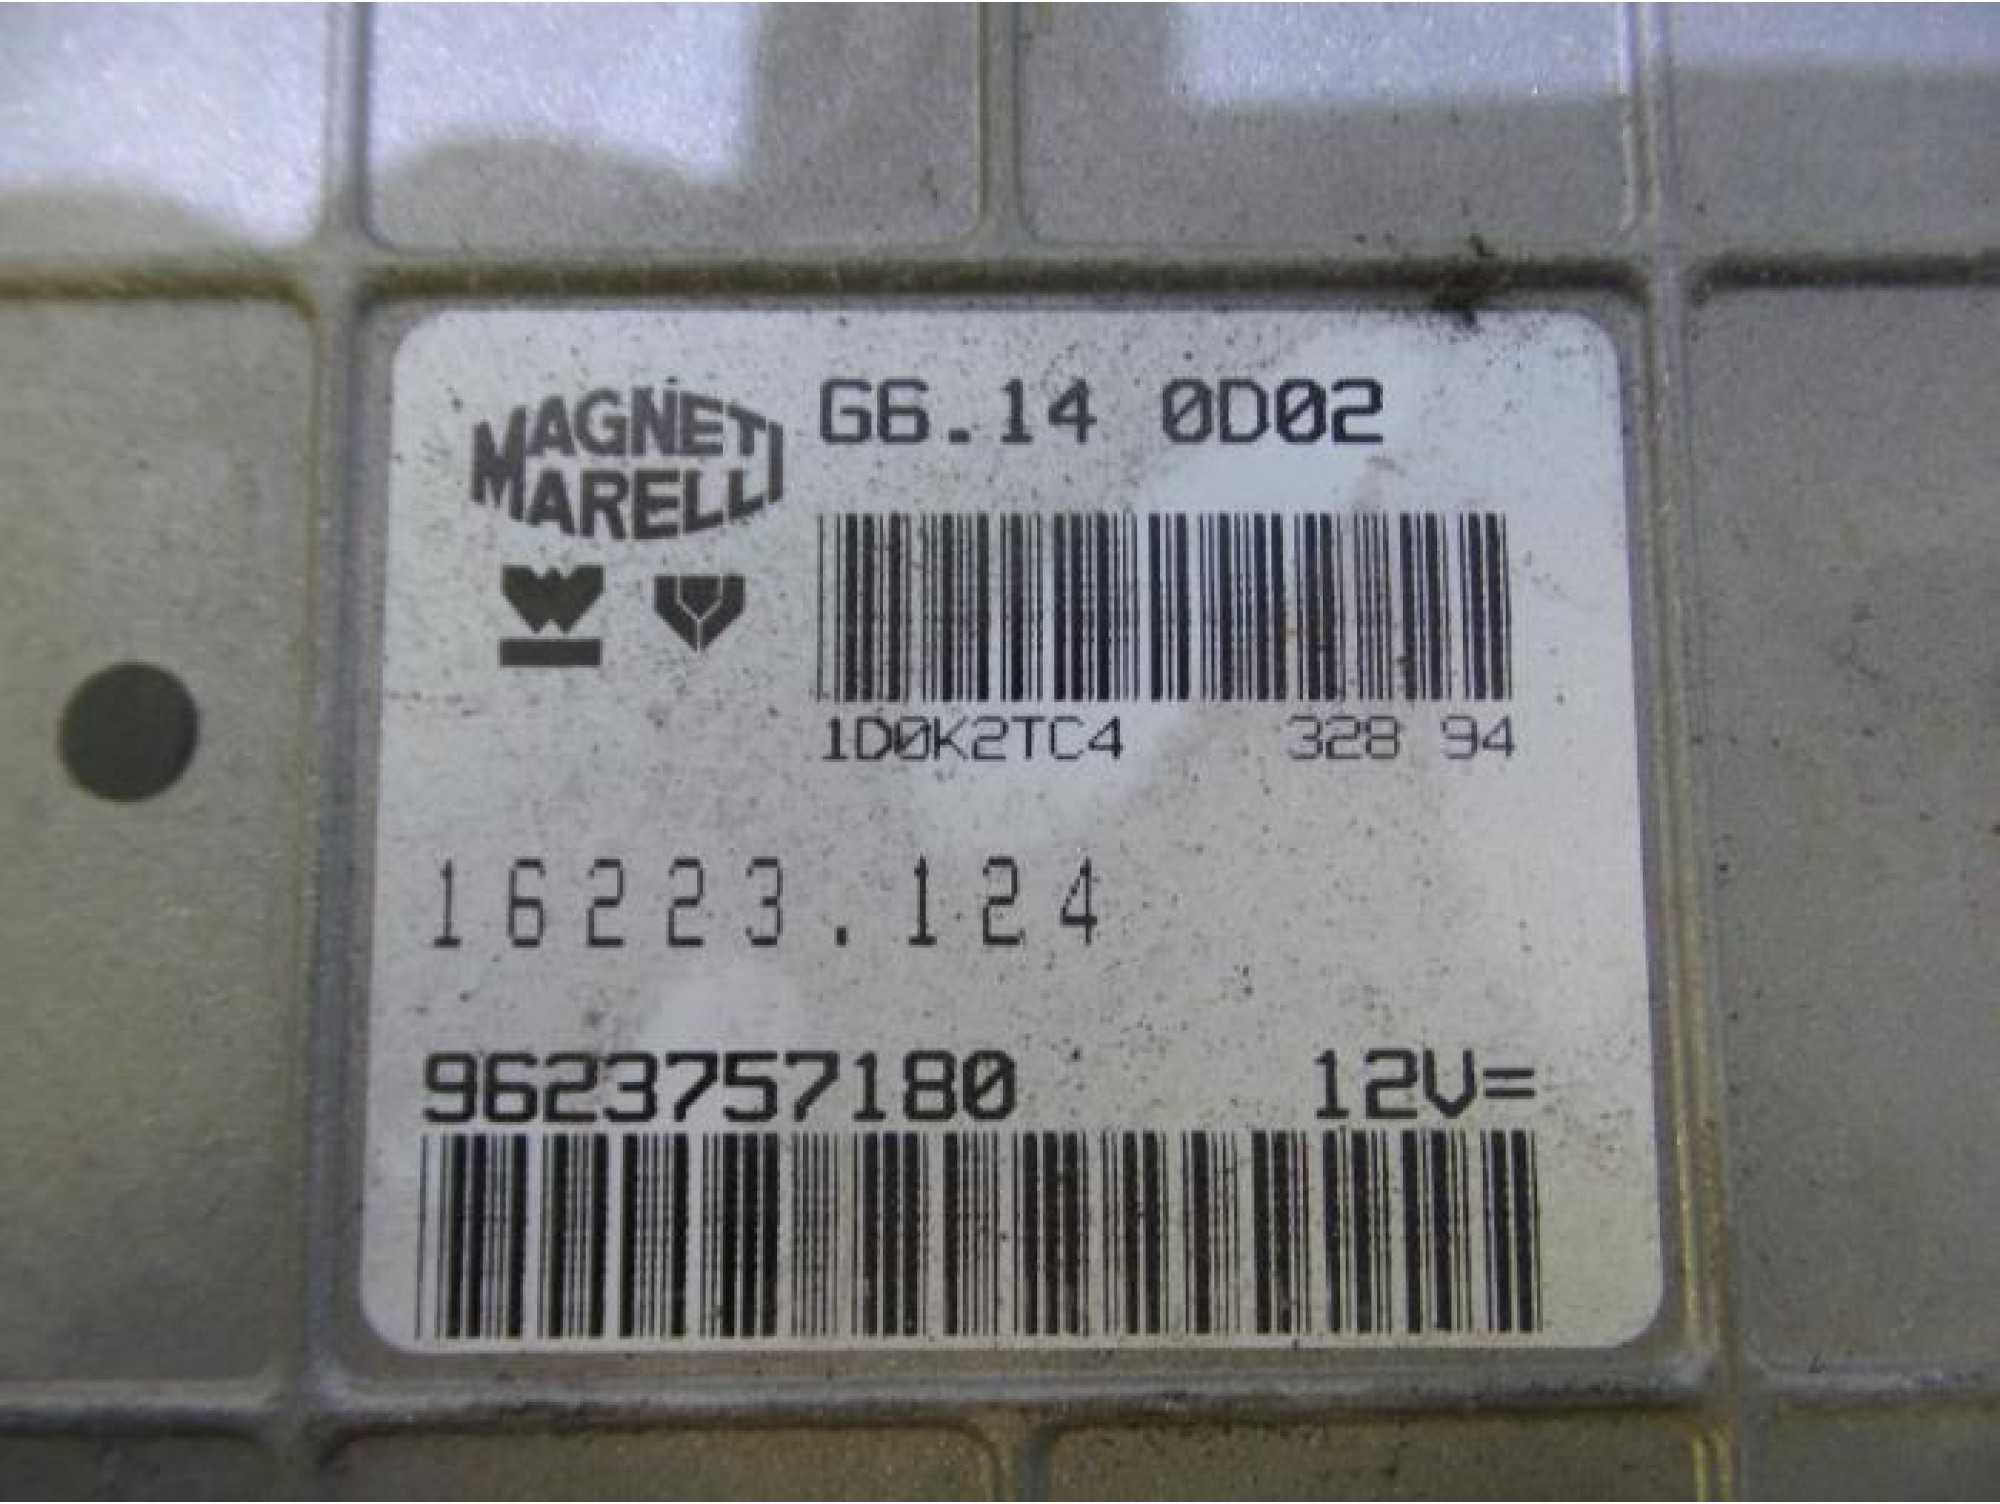 MAGNETI
MARELLI
G6.14 0D02
1D0K2TC4 328 94
16223.124
9623757180 12V=